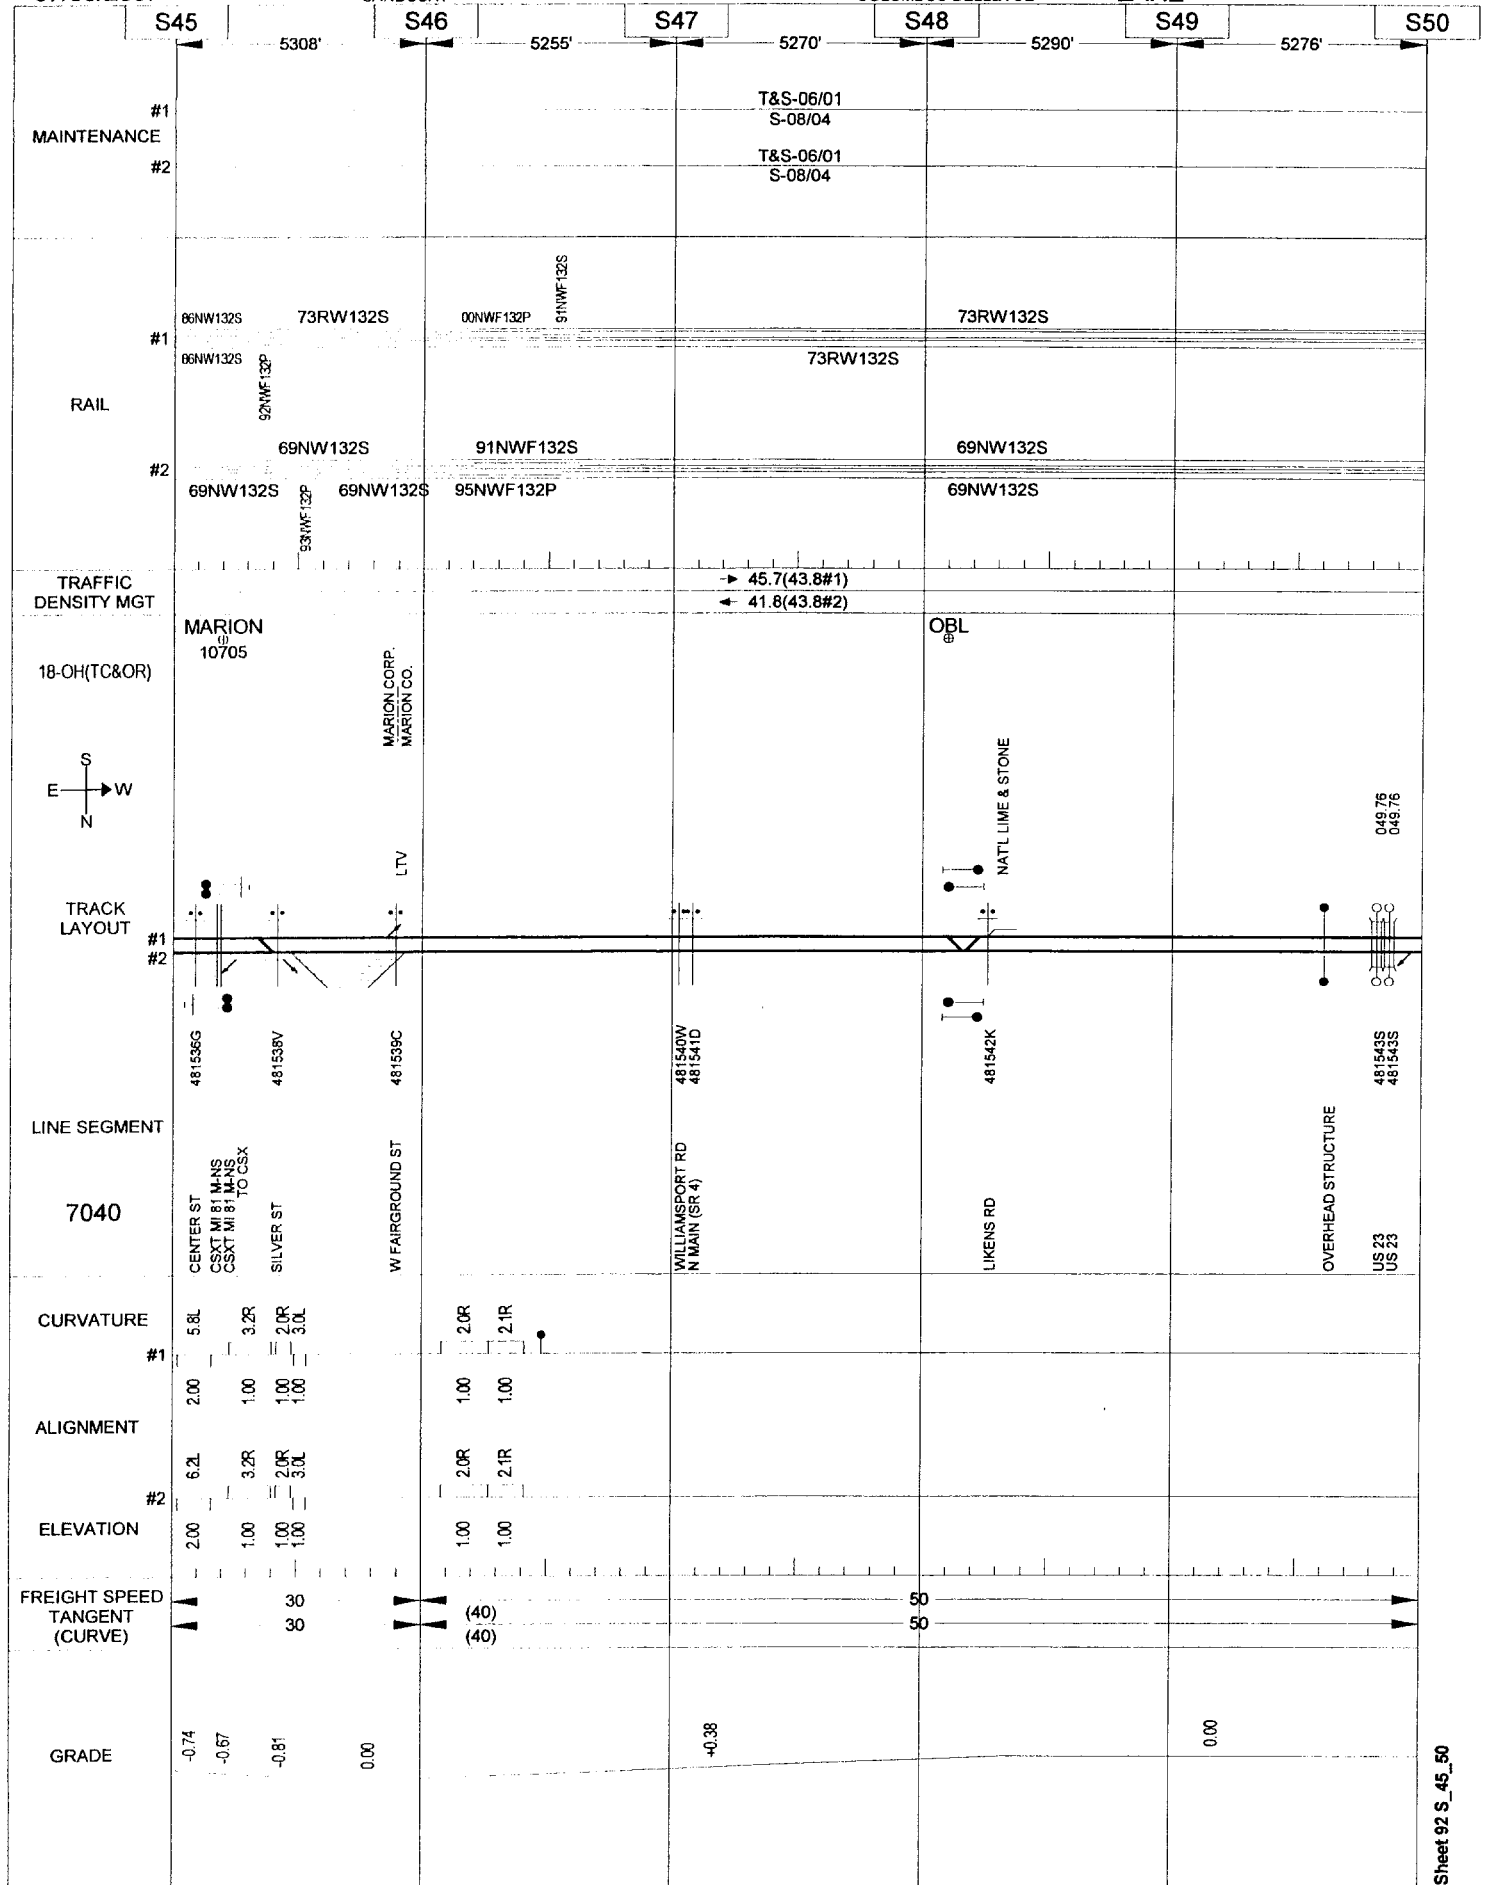 S45 S46 S47 S48 S49 S50
5308' 5255' 5270' 5290' 5276'
MAINTENANCE
#1
T&S-06/01
S-08/04
#2
T&S-06/01
S-08/04
RAIL
#1
86NW132S 73RW132S 00NWF132P 91NWF132S 73RW132S
86NW132S 92NWF132P 73RW132S
#2
69NW132S 91NWF132S 69NW132S
69NW132S 93NWF132P 69NW132S 95NWF132P 69NW132S
TRAFFIC
DENSITY MGT
45.7(43.8#1)
41.8(43.8#2)
MARION
10705
OBL
18-OH(TC&OR)
MARION CORP.
MARION CO.
S
E W
N
LTV
NAT'L LIME & STONE
049.76
049.76
TRACK
LAYOUT
#1
#2
481536G
481538V
481539C
481540W
481541D
481542K
481543S
481543S
LINE SEGMENT
7040
CENTER ST
CSXT MI 81 M-NS
CSXT MI 81 M-NS
TO CSX
SILVER ST
W FAIRGROUND ST
WILLIAMSPORT RD
N MAIN (SR 4)
LIKENS RD
OVERHEAD STRUCTURE
US 23
US 23
CURVATURE
5.8L 3.2R 2.0R 3.0L 2.0R 2.1R
#1
2.00 1.00 1.00 1.00 1.00 1.00
ALIGNMENT
6.2L 3.2R 2.0R 3.0L 2.0R 2.1R
#2
ELEVATION
2.00 1.00 1.00 1.00 1.00 1.00
FREIGHT SPEED
TANGENT
(CURVE)
30 (40) 50
30 (40) 50
GRADE
-0.74 -0.67 -0.81 0.00 +0.38 0.00
Sheet 92 S_45_50